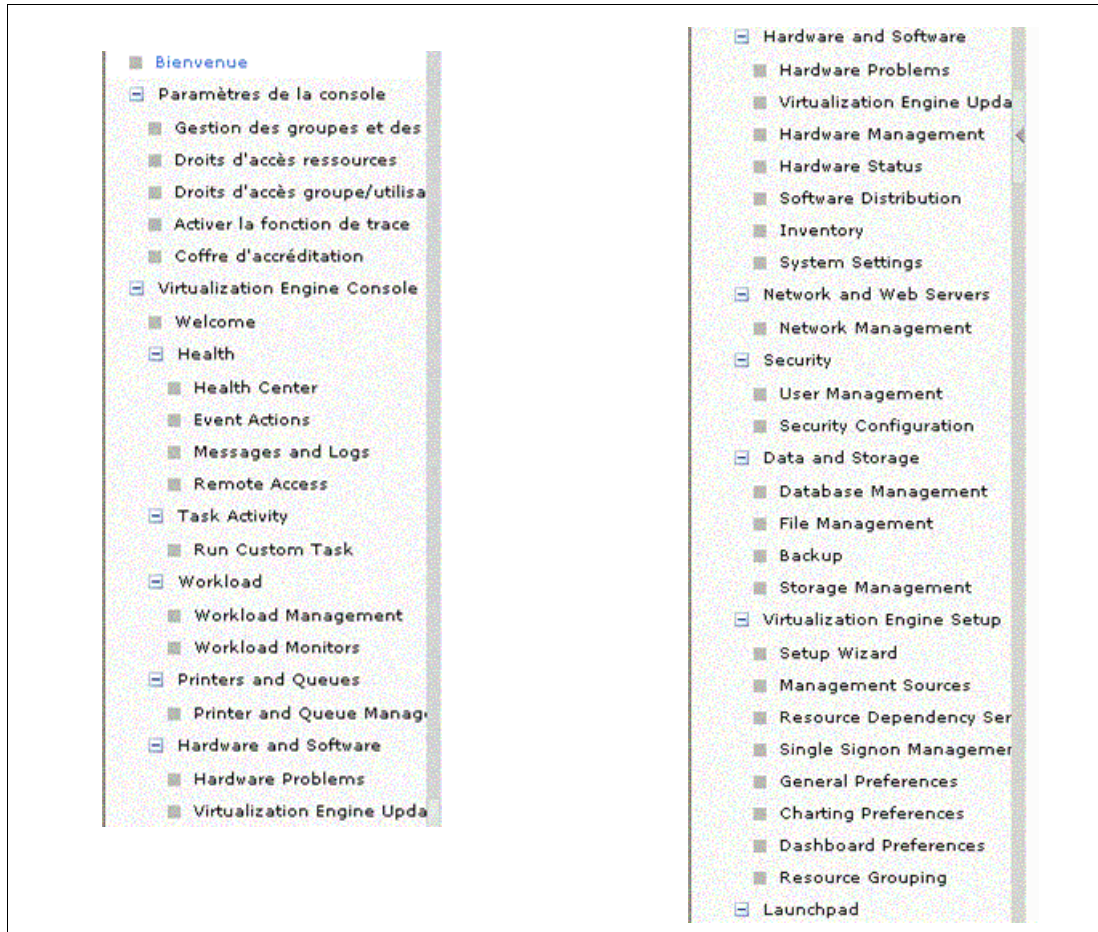 Bienvenue
Paramètres de la console
Gestion des groupes et des
Droits d'accès ressources
Droits d'accès groupe/utilisa
Activer la fonction de trace
Coffre d'accréditation
Virtualization Engine Console
Welcome
Health
Health Center
Event Actions
Messages and Logs
Remote Access
Task Activity
Run Custom Task
Workload
Workload Management
Workload Monitors
Printers and Queues
Printer and Queue Manag
Hardware and Software
Hardware Problems
Virtualization Engine Upda
Hardware and Software
Hardware Problems
Virtualization Engine Upda
Hardware Management
Hardware Status
Software Distribution
Inventory
System Settings
Network and Web Servers
Network Management
Security
User Management
Security Configuration
Data and Storage
Database Management
File Management
Backup
Storage Management
Virtualization Engine Setup
Setup Wizard
Management Sources
Resource Dependency Ser
Single Signon Managemen
General Preferences
Charting Preferences
Dashboard Preferences
Resource Grouping
Launchpad